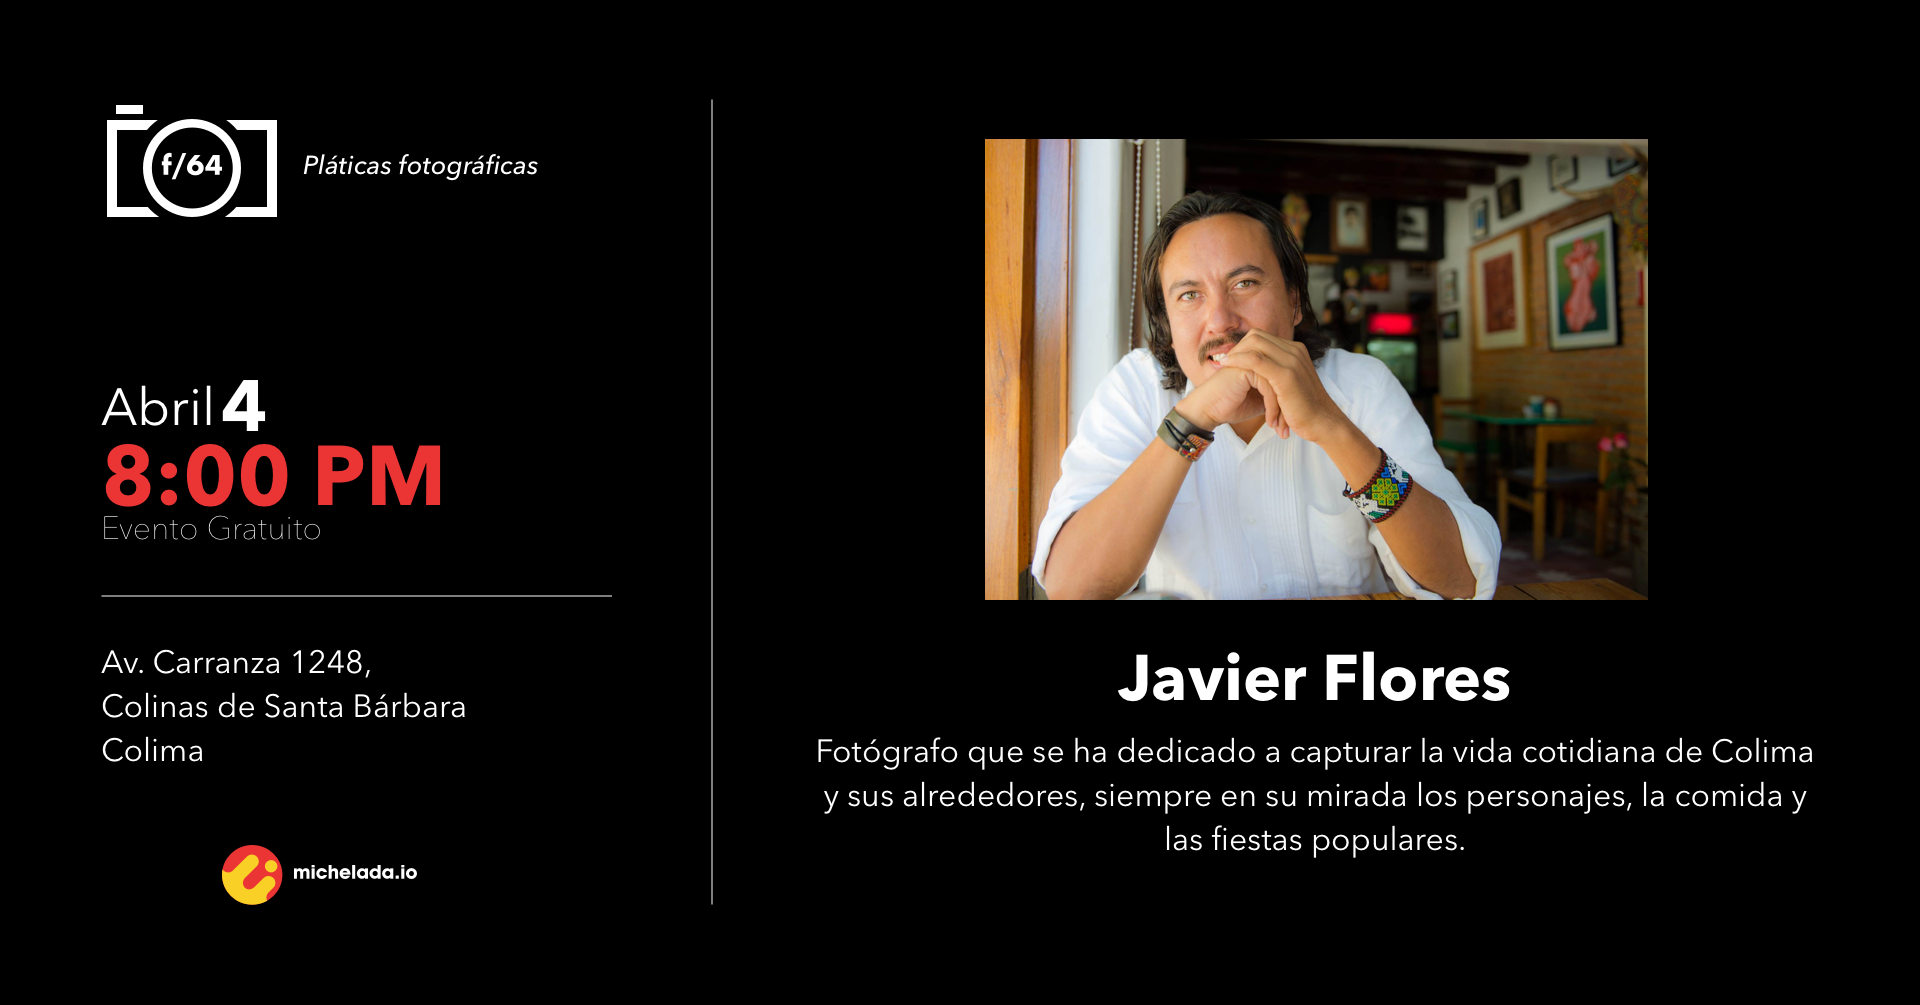 f/64
Pláticas fotográficas
Abril 4
8:00 PM
Evento Gratuito
Av. Carranza 1248,
Colinas de Santa Bárbara
Colima
michelada.io
Javier Flores
Fotógrafo que se ha dedicado a capturar la vida cotidiana de Colima
y sus alrededores, siempre en su mirada los personajes, la comida y
las fiestas populares.